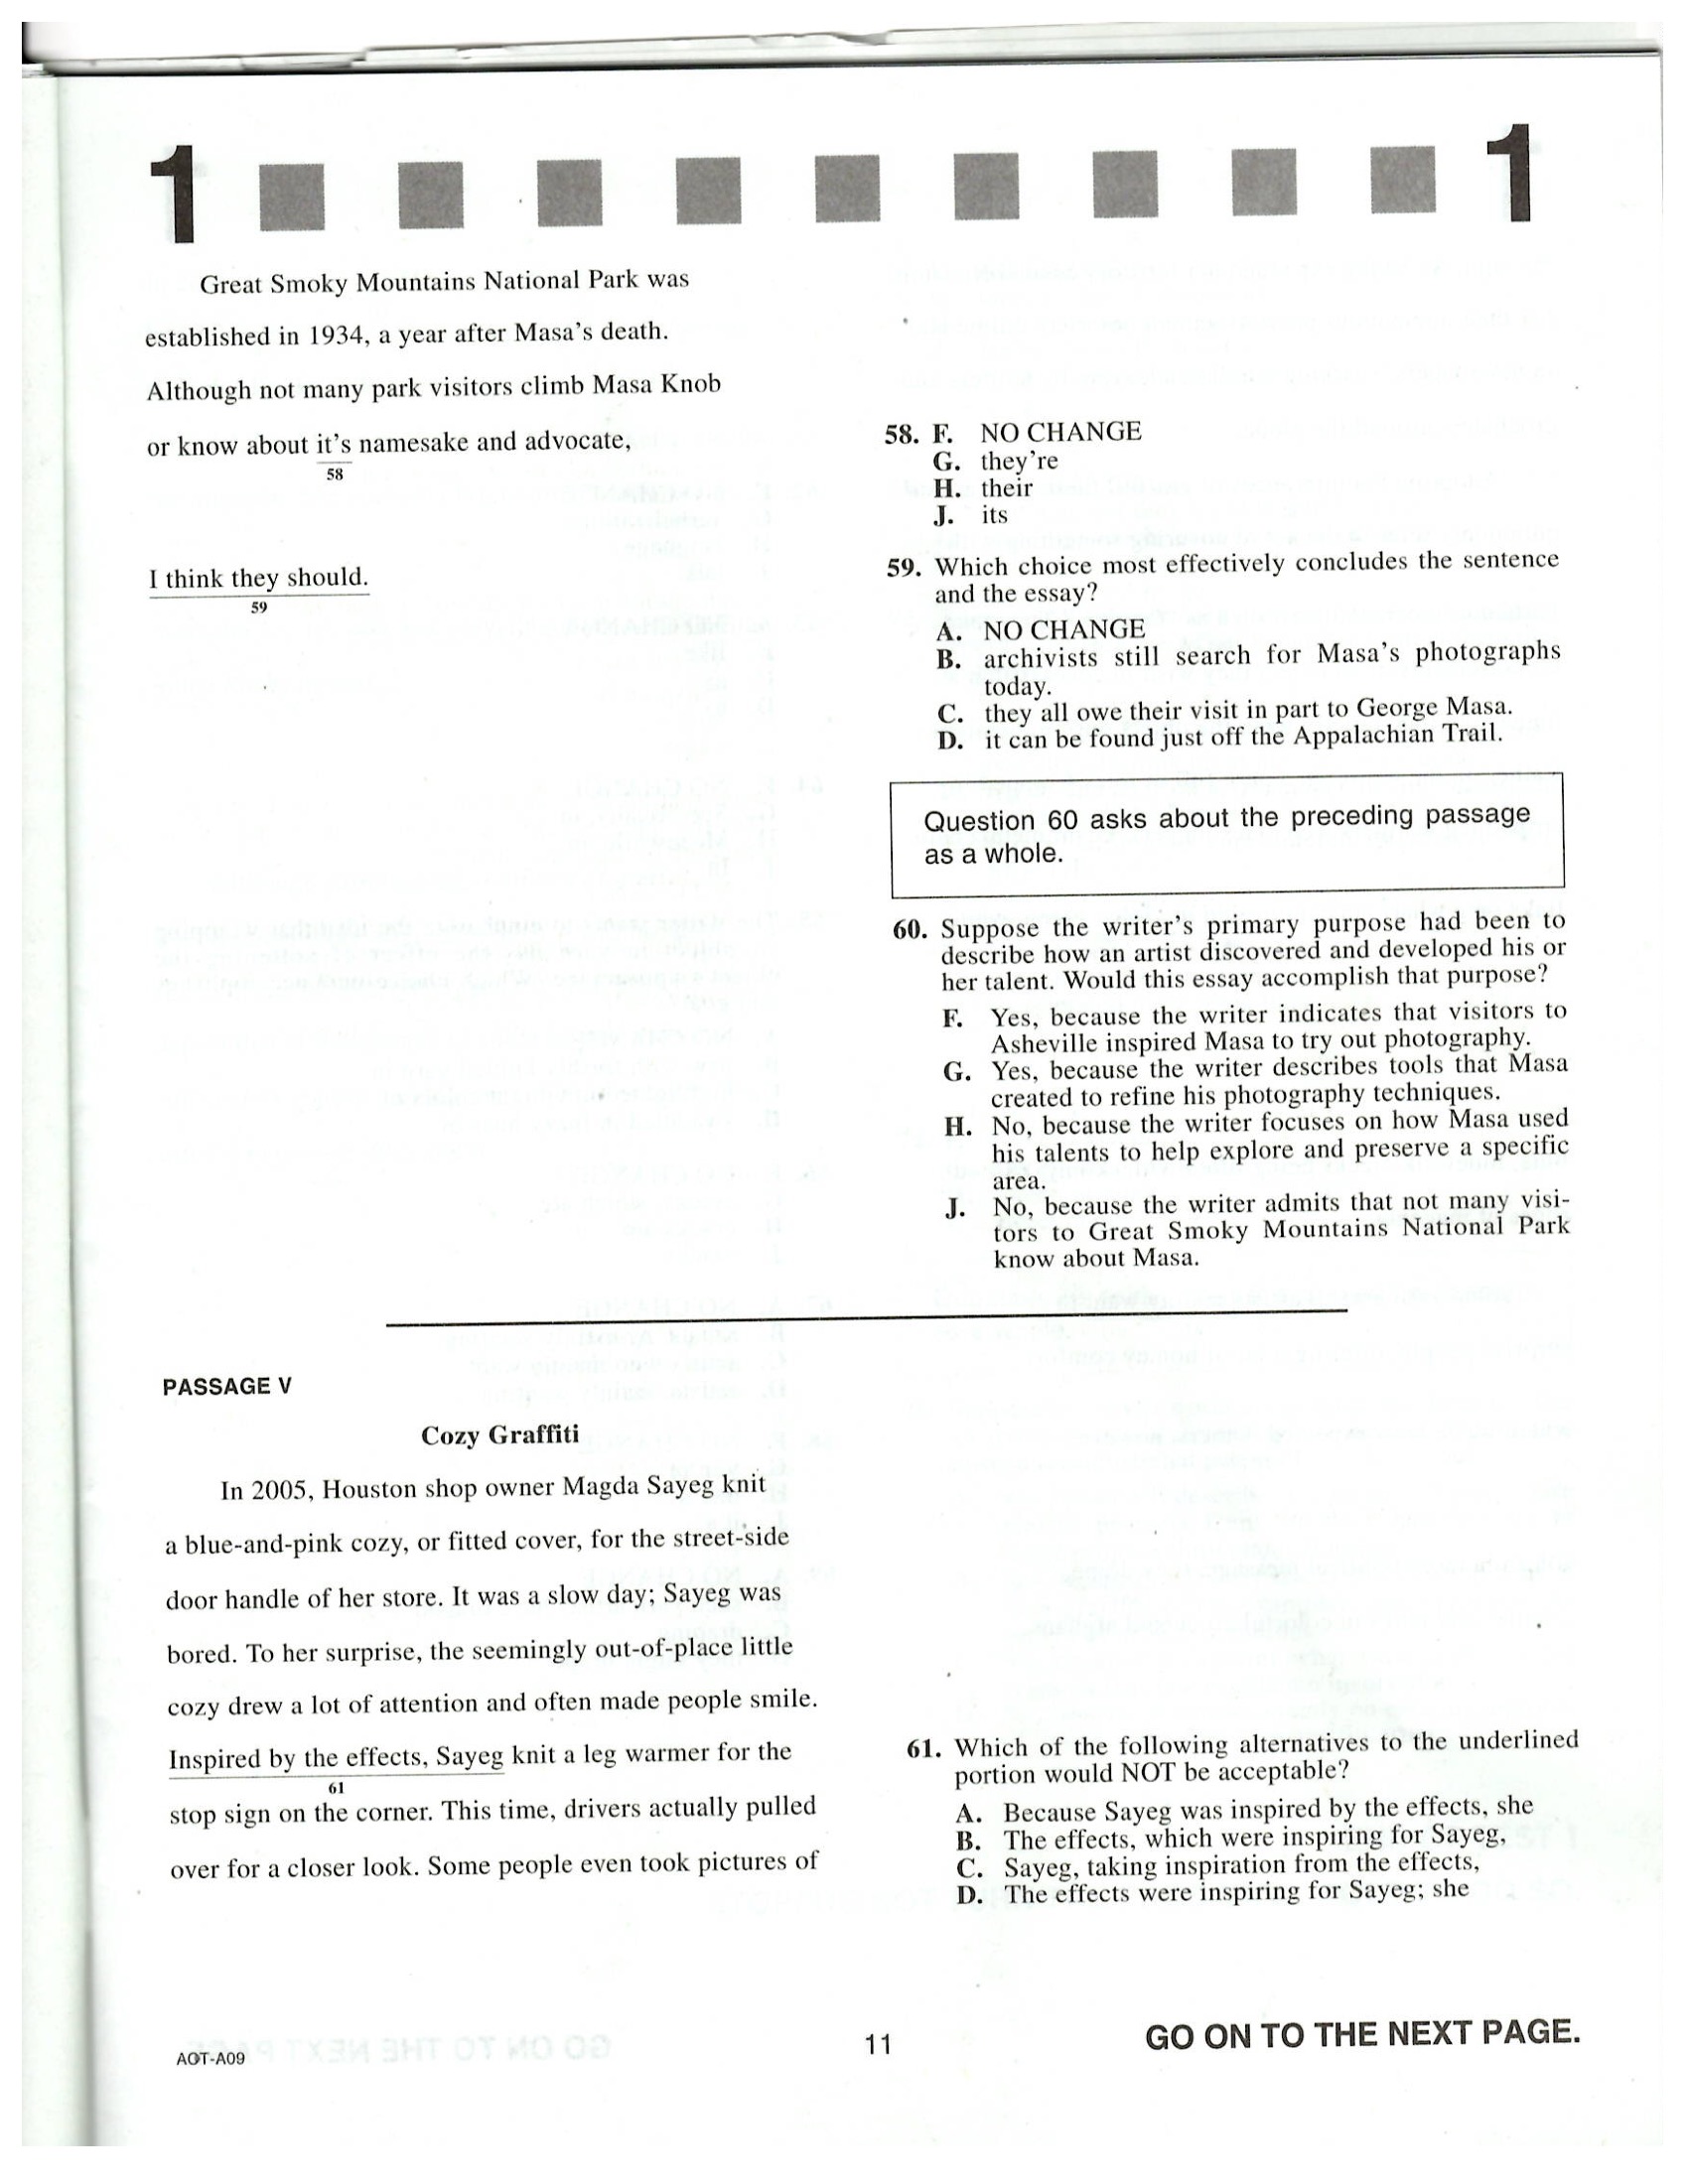 1 1
Great Smoky Mountains National Park was
established in 1934, a year after Masa's death.
Although not many park visitors climb Masa Knob
or know about it's namesake and advocate,
58
I think they should.
59
58. F. NO CHANGE
G. they're
H. their
J. its
59. Which choice most effectively concludes the sentence
and the essay?
A. NO CHANGE
B. archivists still search for Masa's photographs
today.
C. they all owe their visit in part to George Masa.
D. it can be found just off the Appalachian Trail.
Question 60 asks about the preceding passage
as a whole.
60. Suppose the writer's primary purpose had been to
describe how an artist discovered and developed his or
her talent. Would this essay accomplish that purpose?
F. Yes, because the writer indicates that visitors to
Asheville inspired Masa to try out photography.
G. Yes, because the writer describes tools that Masa
created to refine his photography techniques.
H. No, because the writer focuses on how Masa used
his talents to help explore and preserve a specific
area.
J. No, because the writer admits that not many visi-
tors to Great Smoky Mountains National Park
know about Masa.
PASSAGE V
Cozy Graffiti
In 2005, Houston shop owner Magda Sayeg knit
a blue-and-pink cozy, or fitted cover, for the street-side
door handle of her store. It was a slow day; Sayeg was
bored. To her surprise, the seemingly out-of-place little
cozy drew a lot of attention and often made people smile.
Inspired by the effects, Sayeg knit a leg warmer for the
61
stop sign on the corner. This time, drivers actually pulled
over for a closer look. Some people even took pictures of
61. Which of the following alternatives to the underlined
portion would NOT be acceptable?
A. Because Sayeg was inspired by the effects, she
B. The effects, which were inspiring for Sayeg,
C. Sayeg, taking inspiration from the effects,
D. The effects were inspiring for Sayeg; she
AOT-A09
11
GO ON TO THE NEXT PAGE.